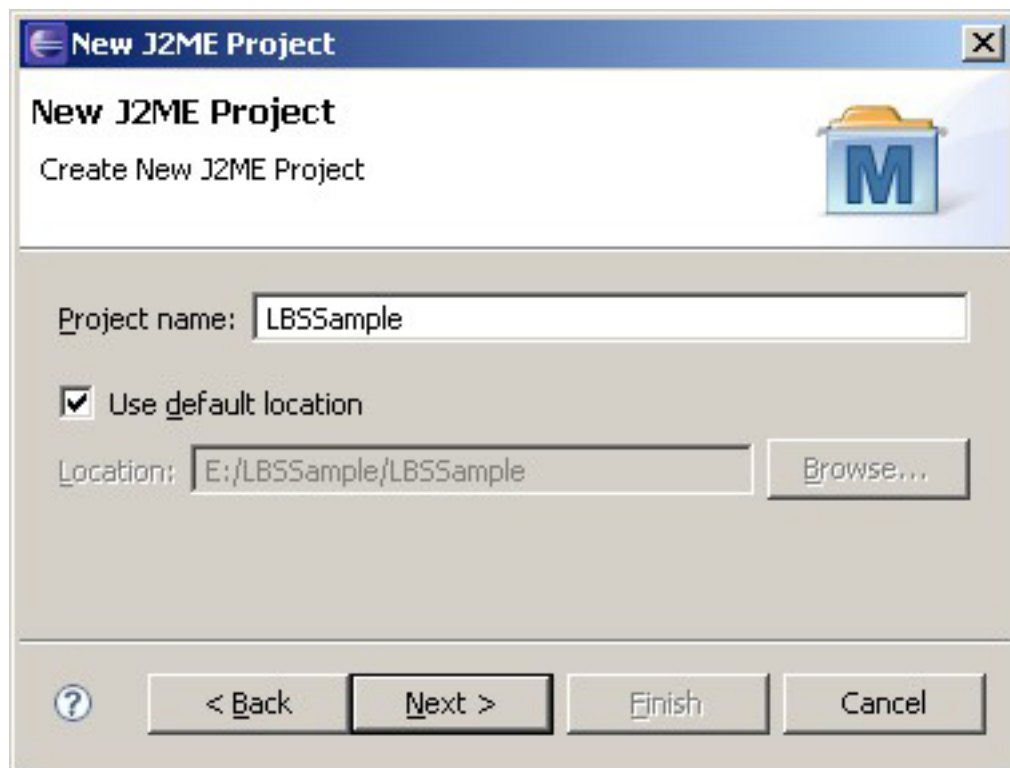 New J2ME Project
New J2ME Project
Create New J2ME Project
M
Project name: LBSSample
Use default location
Location: E:/LBSSample/LBSSample Browse...
? < Back Next > Finish Cancel